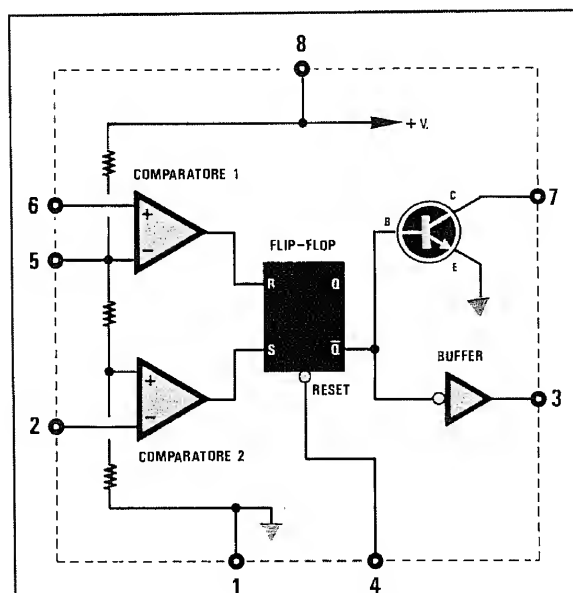 8
+ V.
COMPARATORE 1
6
+
5
−
C
7
B
E
FLIP-FLOP
R Q
S Q̅
RESET
BUFFER
3
+
2
−
COMPARATORE 2
1
4